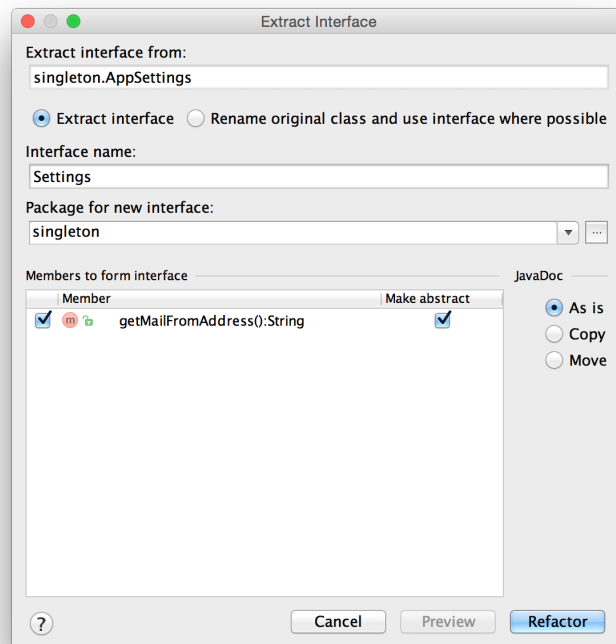 Extract Interface
Extract interface from:
singleton.AppSettings
Extract interface Rename original class and use interface where possible
Interface name:
Settings
Package for new interface:
singleton
...
Members to form interface
JavaDoc
Member Make abstract
m getMailFromAddress():String
As is
Copy
Move
? Cancel Preview Refactor